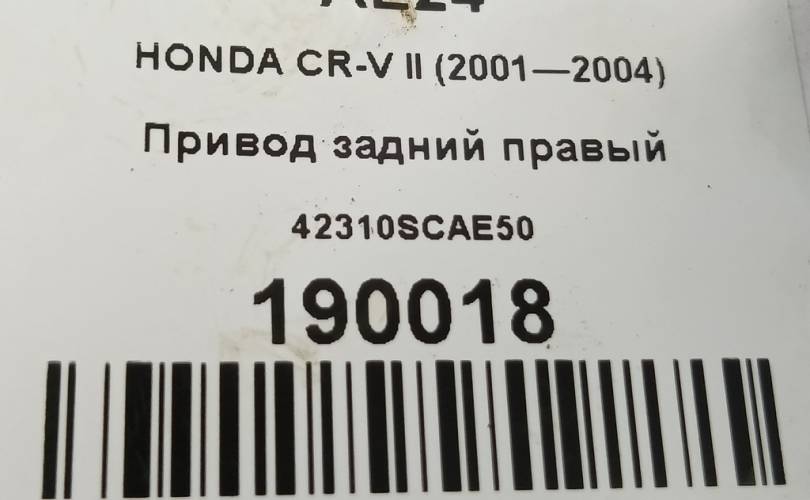 HONDA CR-V II (2001—2004)
Привод задний правый
42310SCAE50
190018